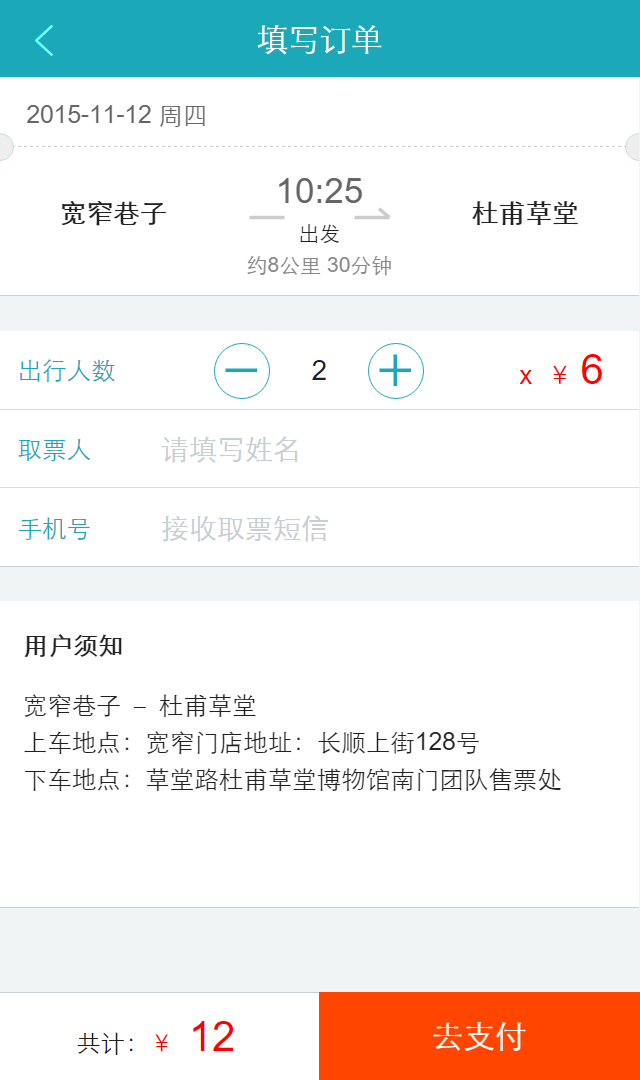 填写订单
2015-11-12 周四
宽窄巷子
10:25
出发
约8公里 30分钟
杜甫草堂
出行人数 2 x ¥ 6
取票人 请填写姓名
手机号 接收取票短信
用户须知
宽窄巷子 – 杜甫草堂
上车地点：宽窄门店地址：长顺上街128号
下车地点：草堂路杜甫草堂博物馆南门团队售票处
共计：¥ 12
去支付